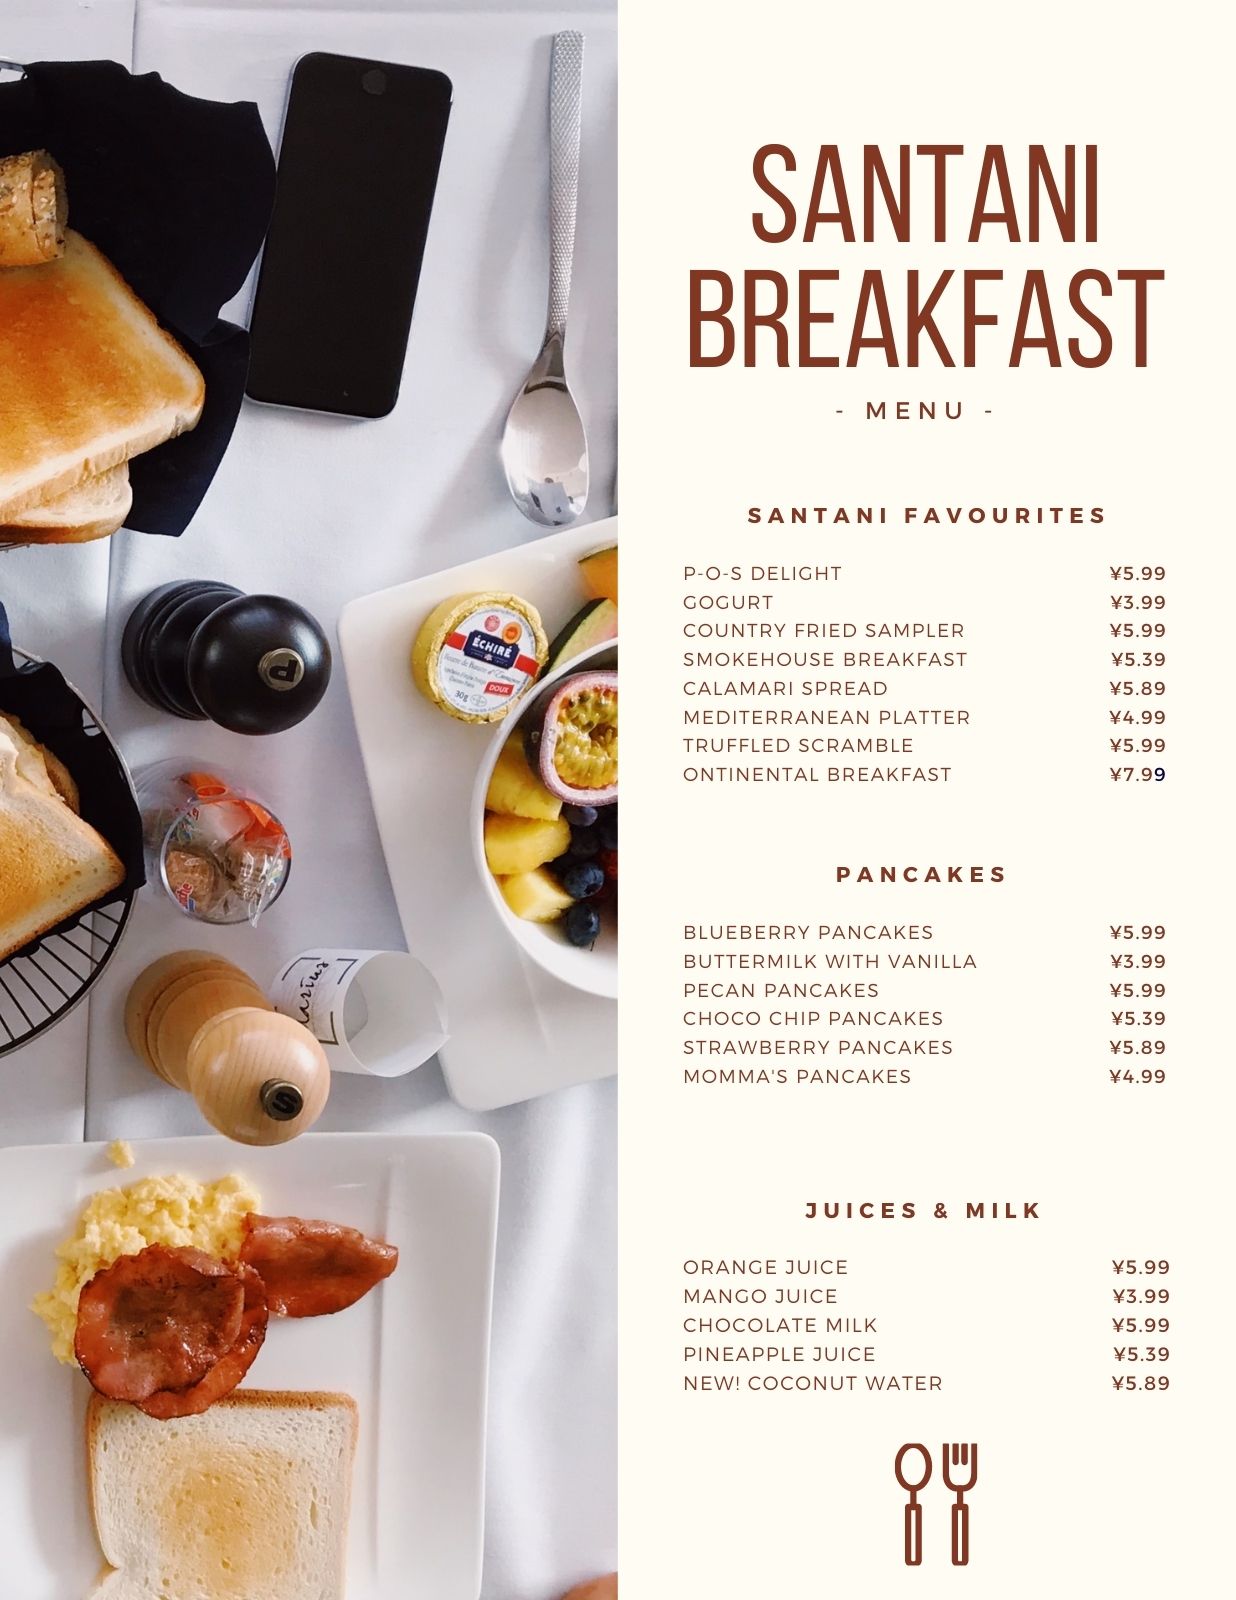 SANTANI
BREAKFAST
- MENU -
SANTANI FAVOURITES
P-O-S DELIGHT ¥5.99
GOGURT ¥3.99
COUNTRY FRIED SAMPLER ¥5.99
SMOKEHOUSE BREAKFAST ¥5.39
CALAMARI SPREAD ¥5.89
MEDITERRANEAN PLATTER ¥4.99
TRUFFLED SCRAMBLE ¥5.99
ONTINENTAL BREAKFAST ¥7.99
PANCAKES
BLUEBERRY PANCAKES ¥5.99
BUTTERMILK WITH VANILLA ¥3.99
PECAN PANCAKES ¥5.99
CHOCO CHIP PANCAKES ¥5.39
STRAWBERRY PANCAKES ¥5.89
MOMMA'S PANCAKES ¥4.99
JUICES & MILK
ORANGE JUICE ¥5.99
MANGO JUICE ¥3.99
CHOCOLATE MILK ¥5.99
PINEAPPLE JUICE ¥5.39
NEW! COCONUT WATER ¥5.89
ÉCHIRÉ
DOUX
30g
P
S